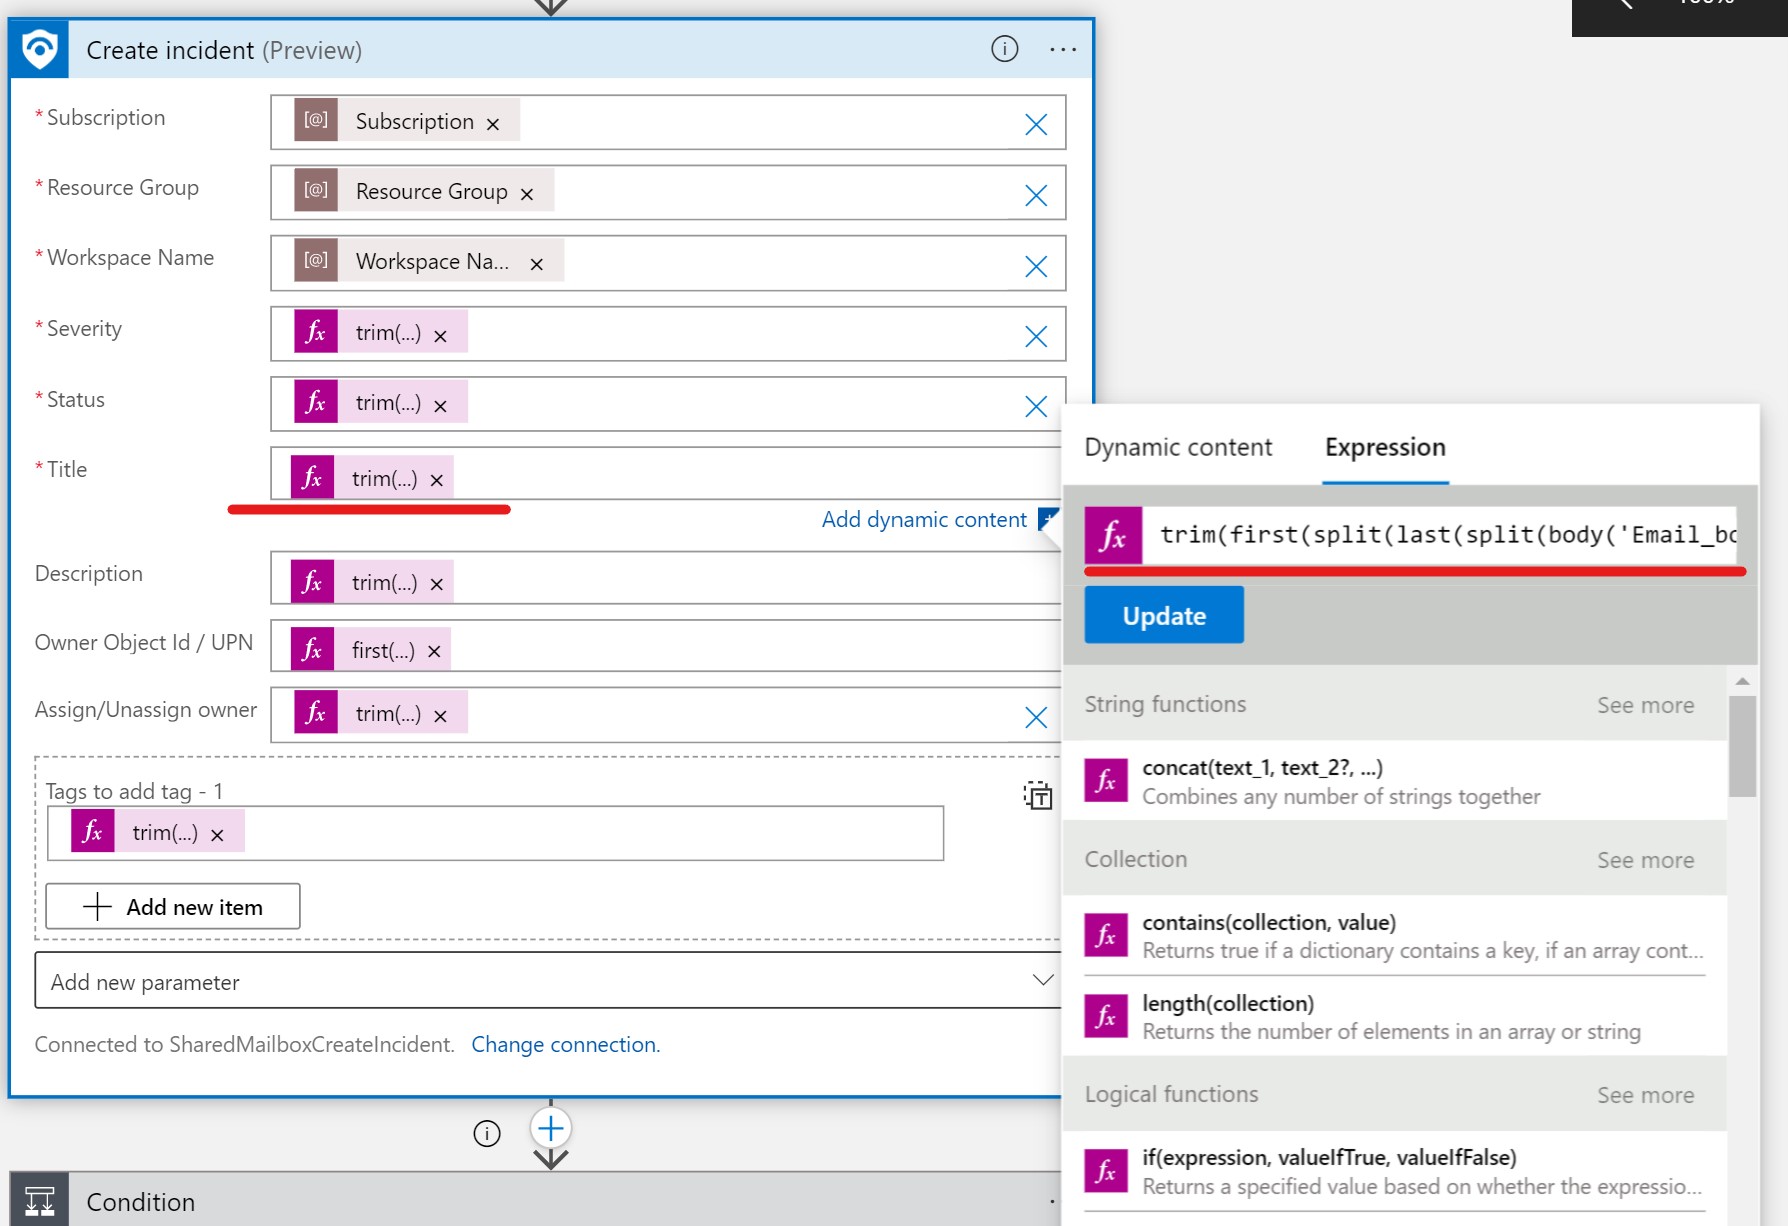 Create incident (Preview)
* Subscription
[@] Subscription ×
* Resource Group
[@] Resource Group ×
* Workspace Name
[@] Workspace Na... ×
* Severity
fx trim(...) ×
* Status
fx trim(...) ×
* Title
fx trim(...) ×
Add dynamic content
Description
fx trim(...) ×
Owner Object Id / UPN
fx first(...) ×
Assign/Unassign owner
fx trim(...) ×
Tags to add tag - 1
fx trim(...) ×
Add new item
Add new parameter
Connected to SharedMailboxCreateIncident. Change connection.
Condition
Dynamic content Expression
fx trim(first(split(last(split(body('Email_bo
Update
String functions See more
fx concat(text_1, text_2?, ...)
Combines any number of strings together
Collection See more
fx contains(collection, value)
Returns true if a dictionary contains a key, if an array cont...
fx length(collection)
Returns the number of elements in an array or string
Logical functions See more
fx if(expression, valueIfTrue, valueIfFalse)
Returns a specified value based on whether the expressio...